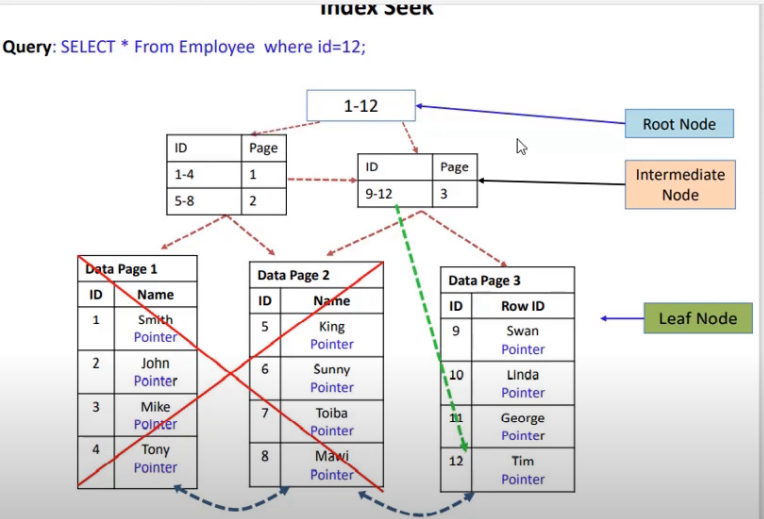 Index Seek
Query: SELECT * From Employee where id=12;
1-12
Root Node
ID Page
1-4 1
5-8 2
ID Page
9-12 3
Intermediate
Node
Data Page 1
ID Name
1 Smith
Pointer
2 John
Pointer
3 Mike
Pointer
4 Tony
Pointer
Data Page 2
ID Name
5 King
Pointer
6 Sunny
Pointer
7 Toiba
Pointer
8 Mawi
Pointer
Data Page 3
ID Row ID
9 Swan
Pointer
10 Linda
Pointer
11 George
Pointer
12 Tim
Pointer
Leaf Node